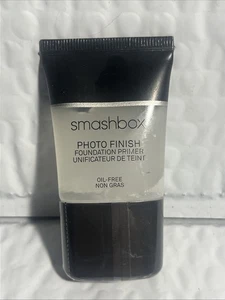 smashbox
PHOTO FINISH
FOUNDATION PRIMER
UNIFICATEUR DE TEINT
OIL-FREE
NON GRAS